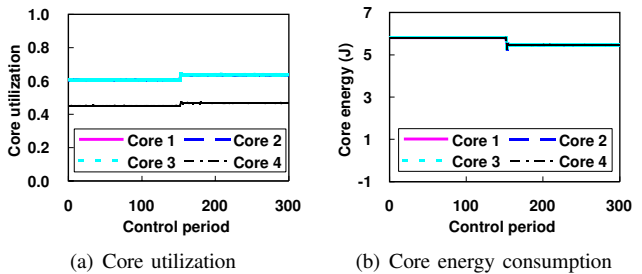 1.0
0.8
0.6
0.4
0.2
0.0
Core utilization
Core 1 Core 2
Core 3 Core 4
0 100 200 300
Control period
(a) Core utilization
7
5
3
1
-1
Core energy (J)
Core 1 Core 2
Core 3 Core 4
0 100 200 300
Control period
(b) Core energy consumption